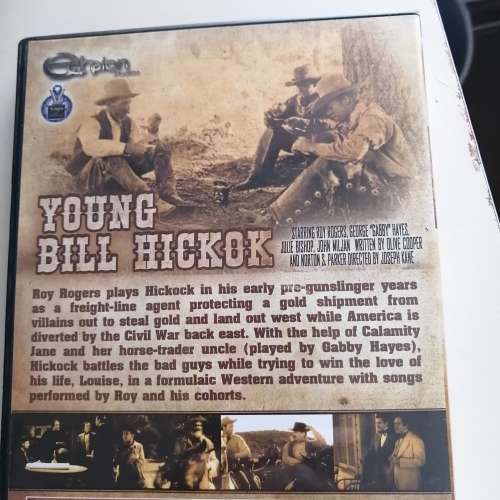 YOUNG
BILL HICKOK
STARRING ROY ROGERS, GEORGE "GABBY" HAYES,
JULIE BISHOP, JOHN MILJAN WRITTEN BY OLIVE COOPER
AND NORTON S. PARKER DIRECTED BY JOSEPH KANE
Roy Rogers plays Hickock in his early pre-gunslinger years
as a freight-line agent protecting a gold shipment from
villains out to steal gold and land out west while America is
diverted by the Civil War back east. With the help of Calamity
Jane and her horse-trader uncle (played by Gabby Hayes),
Hickock battles the bad guys while trying to win the love of
his life, Louise, in a formulaic Western adventure with songs
performed by Roy and his cohorts.